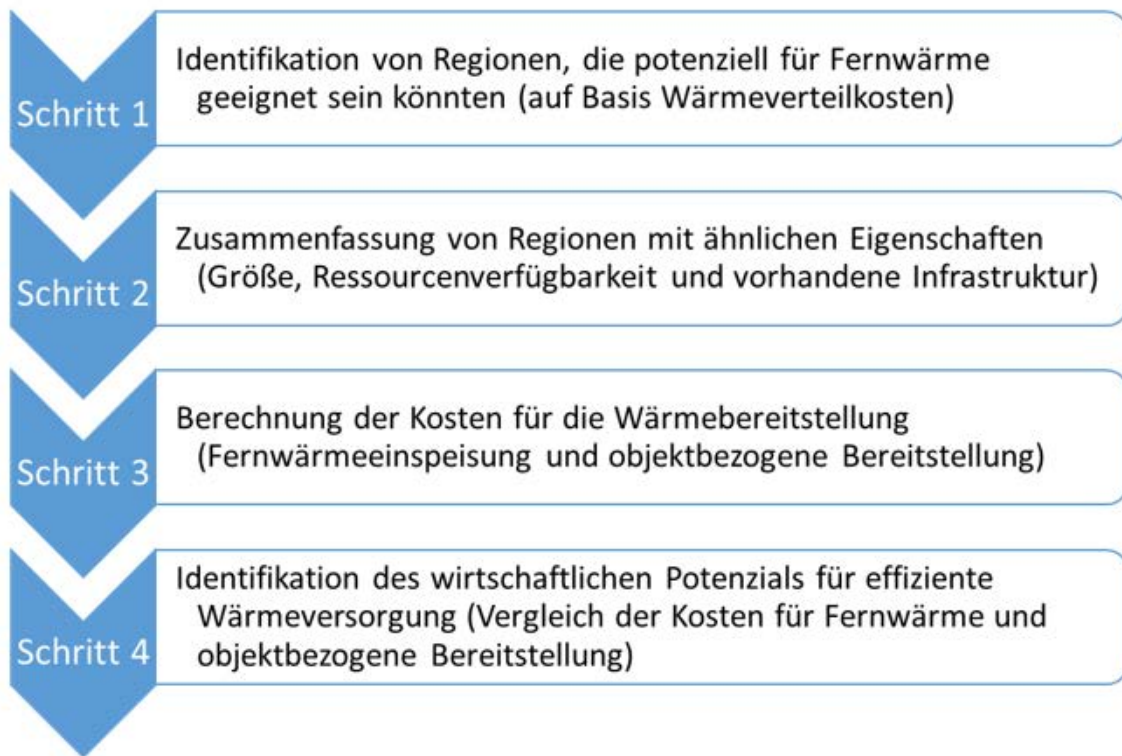 Schritt 1
Identifikation von Regionen, die potenziell für Fernwärme
geeignet sein könnten (auf Basis Wärmeverteilkosten)
Schritt 2
Zusammenfassung von Regionen mit ähnlichen Eigenschaften
(Größe, Ressourcenverfügbarkeit und vorhandene Infrastruktur)
Schritt 3
Berechnung der Kosten für die Wärmebereitstellung
(Fernwärmeeinspeisung und objektbezogene Bereitstellung)
Schritt 4
Identifikation des wirtschaftlichen Potenzials für effiziente
Wärmeversorgung (Vergleich der Kosten für Fernwärme und
objektbezogene Bereitstellung)